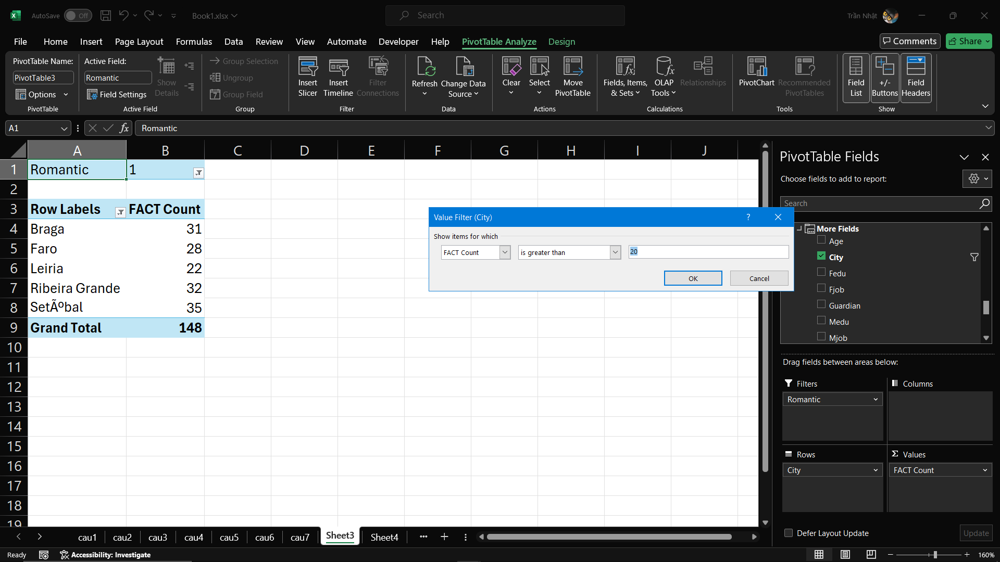 AutoSave Off Book1.xlsx Search Trần Nhật
File Home Insert Page Layout Formulas Data Review View Automate Developer Help PivotTable Analyze Design Comments Share
PivotTable Name:
PivotTable3
Options
PivotTable
Active Field:
Romantic
Field Settings
Show
Details
Active Field
Group Selection
Ungroup
Group Field
Group
Insert
Slicer
Insert
Timeline
Filter
Connections
Filter
Refresh
Change Data
Source
Data
Clear
Select
Move
PivotTable
Actions
Fields, Items,
& Sets
OLAP
Tools
Relationships
Calculations
PivotChart
Recommended
PivotTables
Tools
Field
List
+/-
Buttons
Field
Headers
Show
A1 fx Romantic
A B C D E F G H I J
1 Romantic 1
2
3 Row Labels FACT Count
4 Braga 31
5 Faro 28
6 Leiria 22
7 Ribeira Grande 32
8 SetÃºbal 35
9 Grand Total 148
10
11
12
13
14
15
16
17
18
19
Value Filter (City) ?
Show items for which
FACT Count is greater than 20
OK Cancel
PivotTable Fields
Choose fields to add to report:
Search
More Fields
Age
City
Fedu
Fjob
Guardian
Medu
Mjob
Drag fields between areas below:
Filters
Romantic
Columns
Rows
City
Σ Values
FACT Count
Defer Layout Update Update
cau1 cau2 cau3 cau4 cau5 cau6 cau7 Sheet3 Sheet4 ...
Ready Accessibility: Investigate 160%